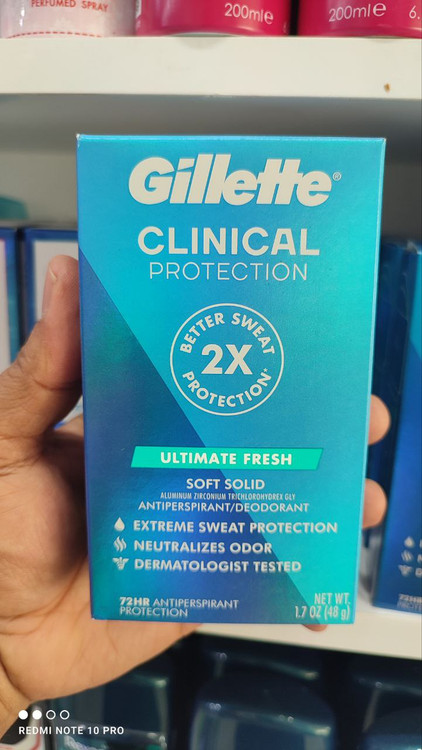 PERFUMED SPRAY
200ml e
200ml e 6.
Gillette®
CLINICAL
PROTECTION
BETTER SWEAT
2X
PROTECTION*
ULTIMATE FRESH
SOFT SOLID
ALUMINUM ZIRCONIUM TRICHLOROHYDREX GLY
ANTIPERSPIRANT/DEODORANT
EXTREME SWEAT PROTECTION
NEUTRALIZES ODOR
DERMATOLOGIST TESTED
72HR ANTIPERSPIRANT
PROTECTION
NET WT.
1.7 OZ (48 g)
REDMI NOTE 10 PRO